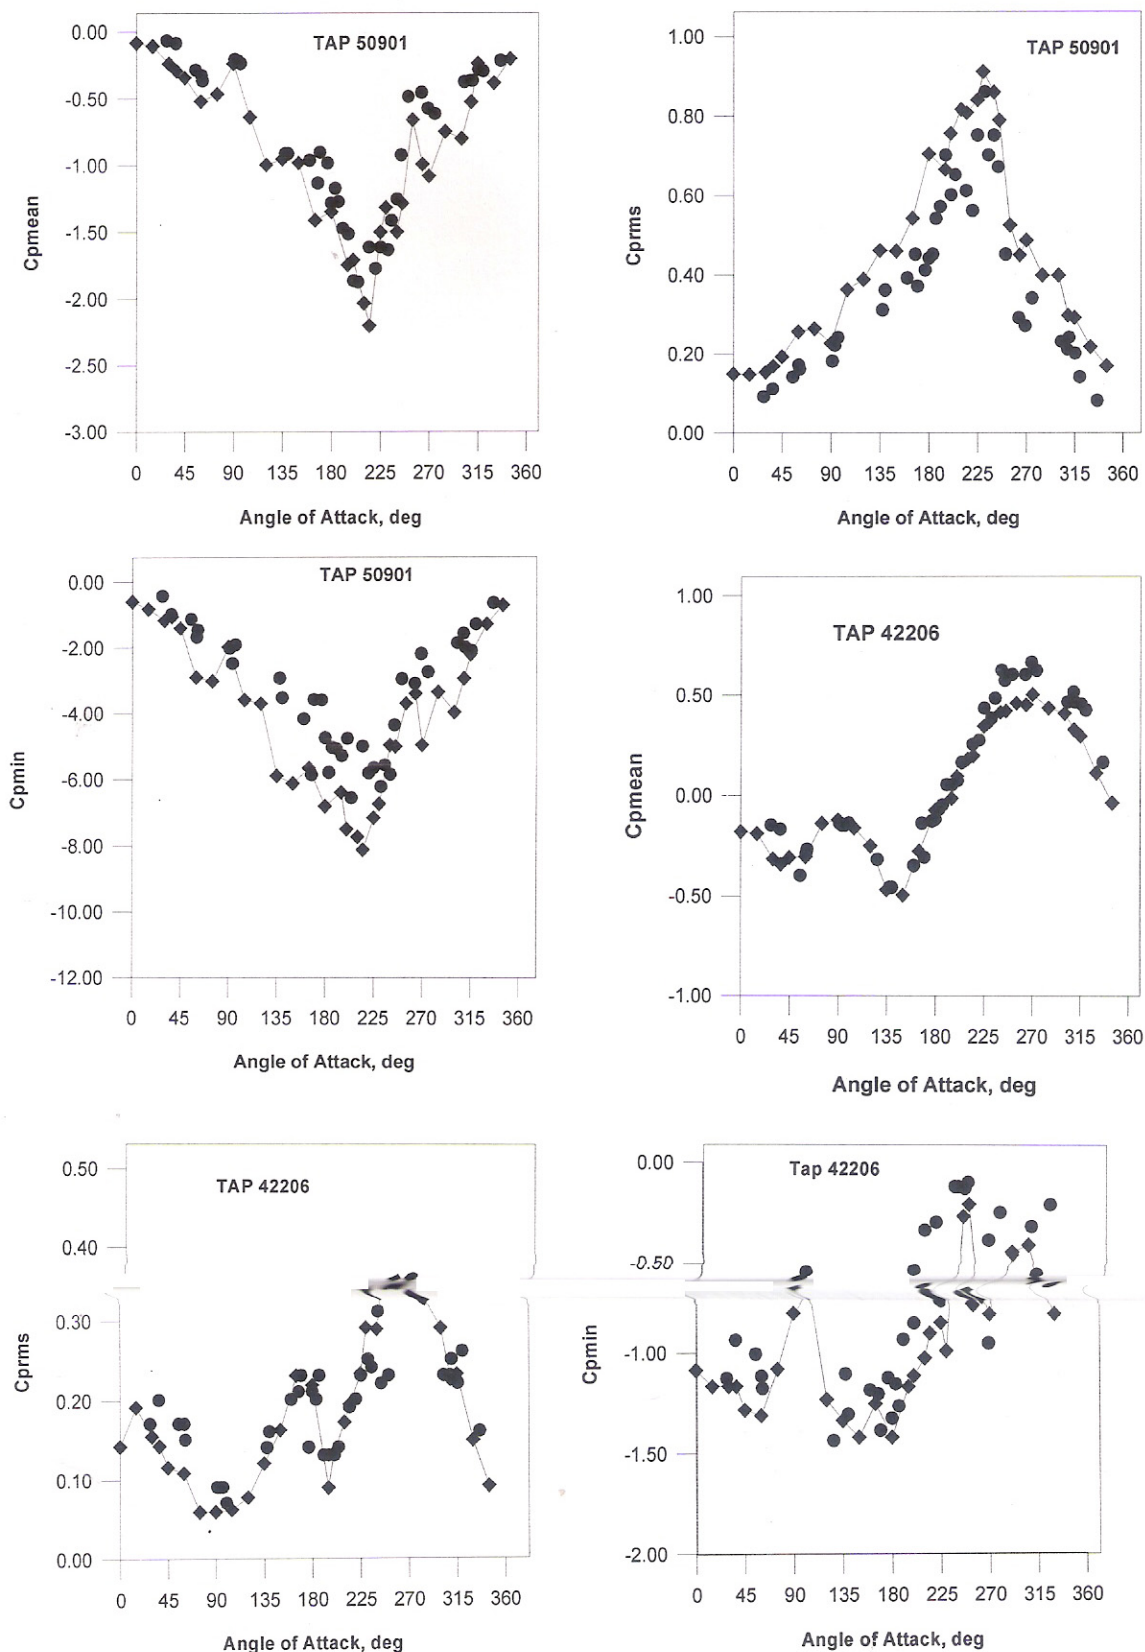 TAP 50901
0.00
-0.50
-1.00
-1.50
-2.00
-2.50
-3.00
Cpmean
0 45 90 135 180 225 270 315 360
Angle of Attack, deg
TAP 50901
1.00
0.80
0.60
0.40
0.20
0.00
Cprms
0 45 90 135 180 225 270 315 360
Angle of Attack, deg
TAP 50901
0.00
-2.00
-4.00
-6.00
-8.00
-10.00
-12.00
Cpmin
0 45 90 135 180 225 270 315 360
Angle of Attack, deg
TAP 42206
1.00
0.50
0.00
-0.50
-1.00
Cpmean
0 45 90 135 180 225 270 315 360
Angle of Attack, deg
TAP 42206
0.50
0.40
0.30
0.20
0.10
0.00
Cprms
0 45 90 135 180 225 270 315 360
Angle of Attack, deg
Tap 42206
0.00
-0.50
-1.00
-1.50
-2.00
Cpmin
0 45 90 135 180 225 270 315 360
Angle of Attack, deg